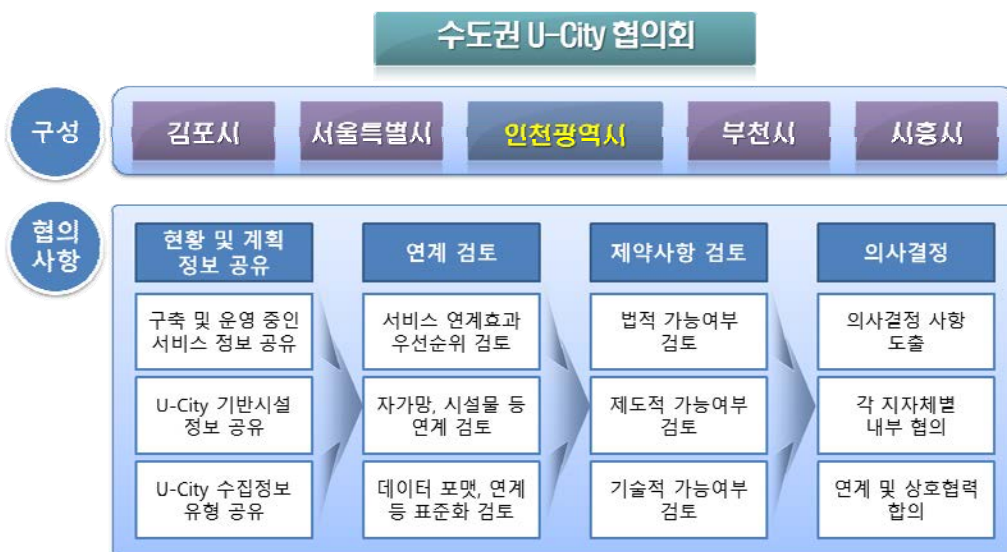 수도권 U-City 협의회
구성
김포시
서울특별시
인천광역시
부천시
시흥시
협의
사항
현황 및 계획
정보 공유
연계 검토
제약사항 검토
의사결정
구축 및 운영 중인
서비스 정보 공유
서비스 연계효과
우선순위 검토
법적 가능여부
검토
의사결정 사항
도출
U-City 기반시설
정보 공유
자가망, 시설물 등
연계 검토
제도적 가능여부
검토
각 지자체별
내부 협의
U-City 수집정보
유형 공유
데이터 포맷, 연계
등 표준화 검토
기술적 가능여부
검토
연계 및 상호협력
합의